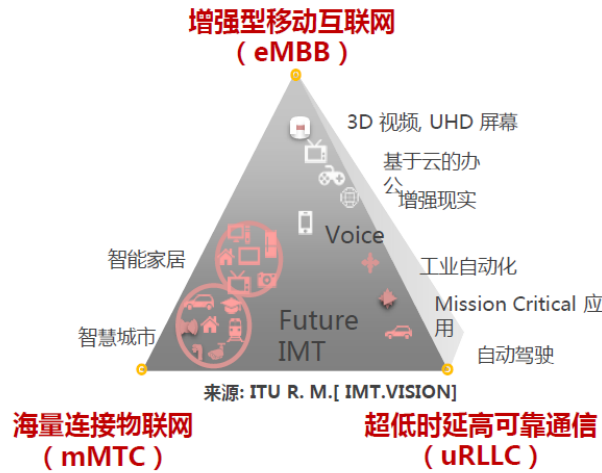 增强型移动互联网
（ eMBB ）
3D 视频, UHD 屏幕
基于云的办
公
增强现实
Voice
智能家居
工业自动化
Mission Critical 应
用
Future
IMT
智慧城市
自动驾驶
来源: ITU R. M.[ IMT.VISION]
海量连接物联网
（ mMTC ）
超低时延高可靠通信
（ uRLLC ）